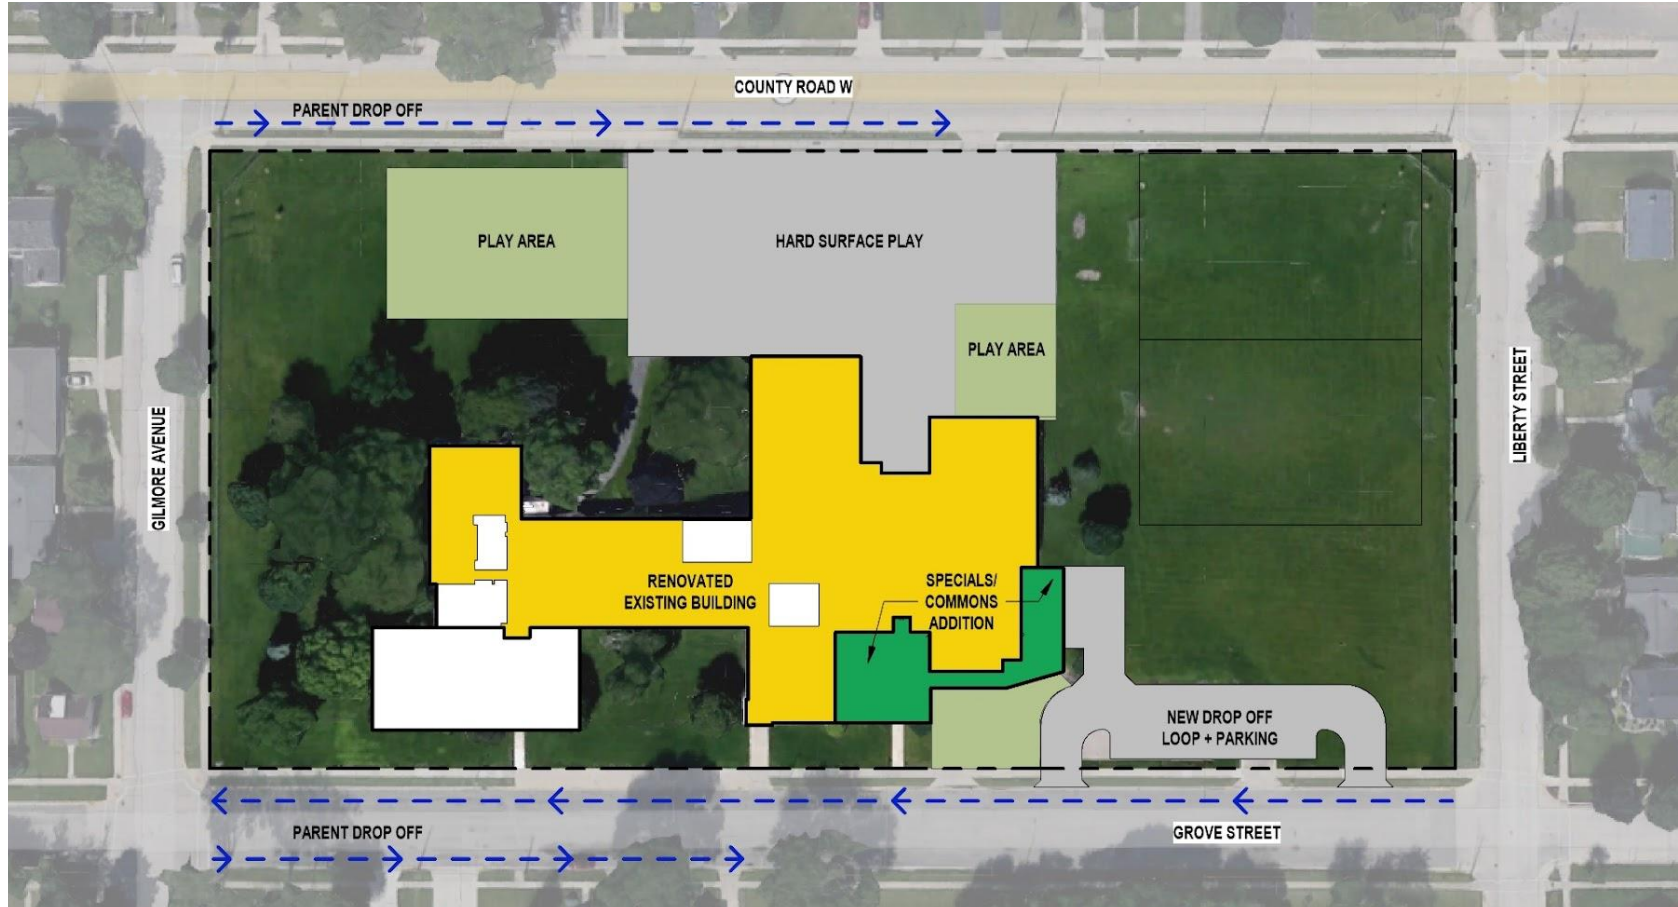 COUNTY ROAD W
PARENT DROP OFF
PLAY AREA
HARD SURFACE PLAY
PLAY AREA
GILMORE AVENUE
LIBERTY STREET
RENOVATED
EXISTING BUILDING
SPECIALS/
COMMONS
ADDITION
NEW DROP OFF
LOOP + PARKING
PARENT DROP OFF
GROVE STREET